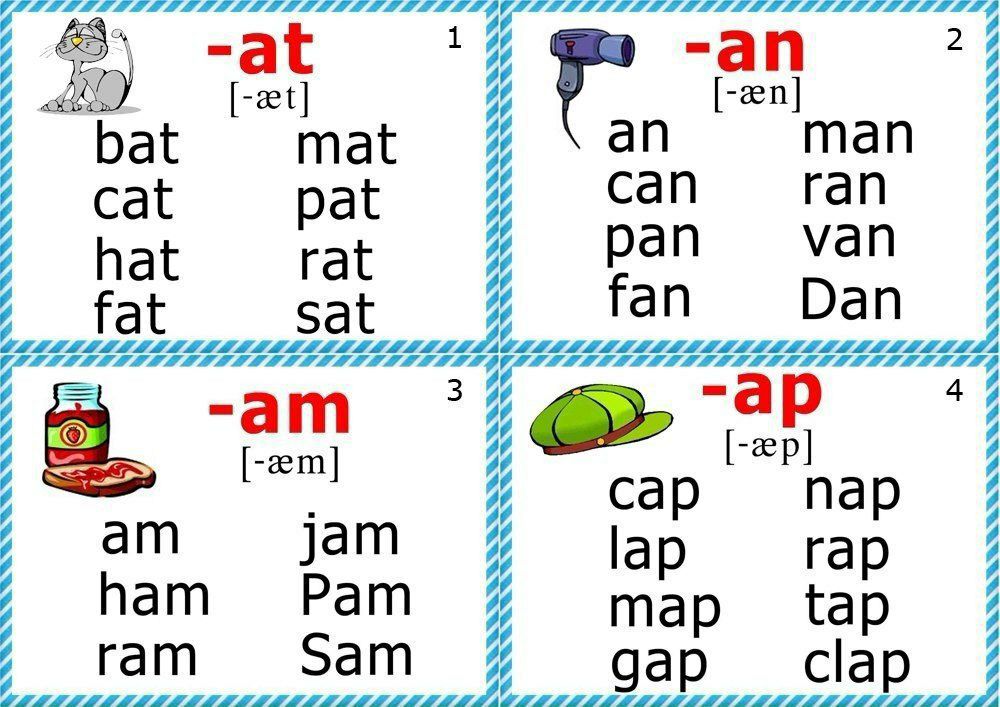 -at 1
[-æt]
bat mat
cat pat
hat rat
fat sat
-an 2
[-æn]
an man
can ran
pan van
fan Dan
-am 3
[-æm]
am jam
ham Pam
ram Sam
-ap 4
[-æp]
cap nap
lap rap
map tap
gap clap